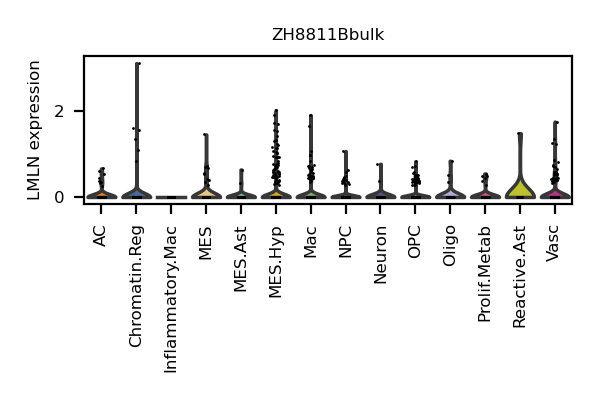 ZH8811Bbulk
LMLN expression
2
0
AC
Chromatin.Reg
Inflammatory.Mac
MES
MES.Ast
MES.Hyp
Mac
NPC
Neuron
OPC
Oligo
Prolif.Metab
Reactive.Ast
Vasc